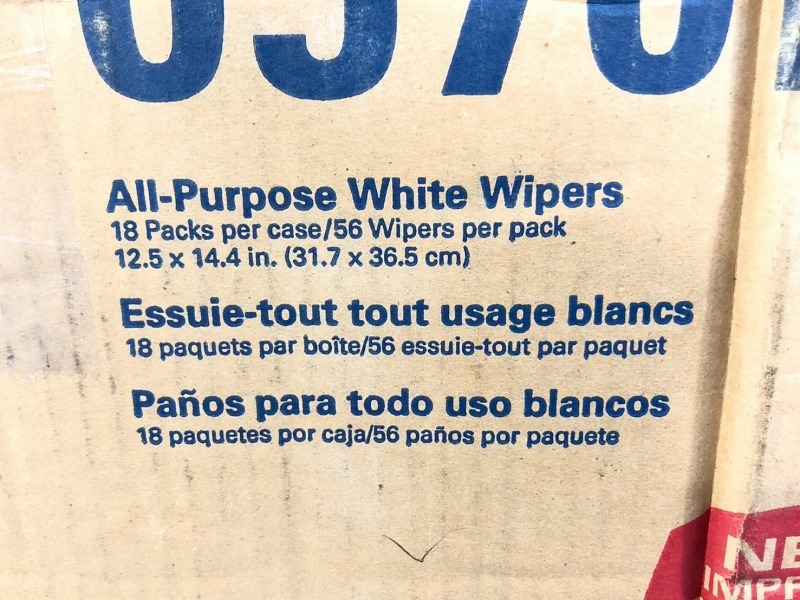 All-Purpose White Wipers
18 Packs per case/56 Wipers per pack
12.5 x 14.4 in. (31.7 x 36.5 cm)
Essuie-tout tout usage blancs
18 paquets par boîte/56 essuie-tout par paquet
Paños para todo uso blancos
18 paquetes por caja/56 paños por paquete